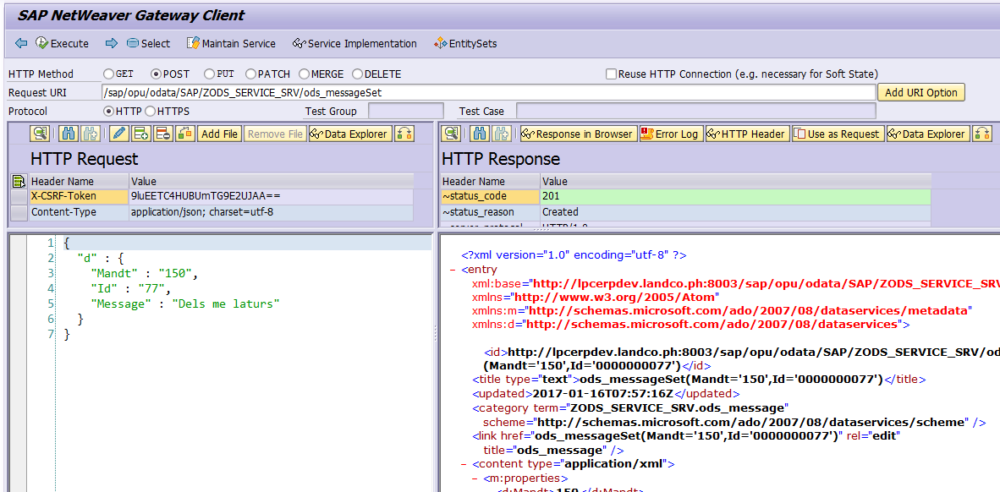 SAP NetWeaver Gateway Client
Execute Select Maintain Service Service Implementation EntitySets
HTTP Method GET POST PUT PATCH MERGE DELETE Reuse HTTP Connection (e.g. necessary for Soft State)
Request URI /sap/opu/odata/SAP/ZODS_SERVICE_SRV/ods_messageSet Add URI Option
Protocol HTTP HTTPS Test Group Test Case
Add File Remove File Data Explorer
HTTP Request
Header Name Value
X-CSRF-Token 9luEETC4HUBUmTG9E2UJAA==
Content-Type application/json; charset=utf-8
1 {
2 "d" : {
3 "Mandt" : "150",
4 "Id" : "77",
5 "Message" : "Dels me laturs"
6 }
7 }
Response in Browser Error Log HTTP Header Use as Request Data Explorer
HTTP Response
Header Name Value
~status_code 201
~status_reason Created
~server_protocol HTTP/1.0
<?xml version="1.0" encoding="utf-8" ?>
- <entry
xml:base="http://lpcerpdev.landco.ph:8003/sap/opu/odata/SAP/ZODS_SERVICE_SRV
xmlns="http://www.w3.org/2005/Atom"
xmlns:m="http://schemas.microsoft.com/ado/2007/08/dataservices/metadata"
xmlns:d="http://schemas.microsoft.com/ado/2007/08/dataservices">
<id>http://lpcerpdev.landco.ph:8003/sap/opu/odata/SAP/ZODS_SERVICE_SRV/od
(Mandt='150',Id='0000000077')</id>
<title type="text">ods_messageSet(Mandt='150',Id='0000000077')</title>
<updated>2017-01-16T07:57:16Z</updated>
<category term="ZODS_SERVICE_SRV.ods_message"
scheme="http://schemas.microsoft.com/ado/2007/08/dataservices/scheme" />
<link href="ods_messageSet(Mandt='150',Id='0000000077')" rel="edit"
title="ods_message" />
- <content type="application/xml">
- <m:properties>
<d:Mandt>150</d:Mandt>